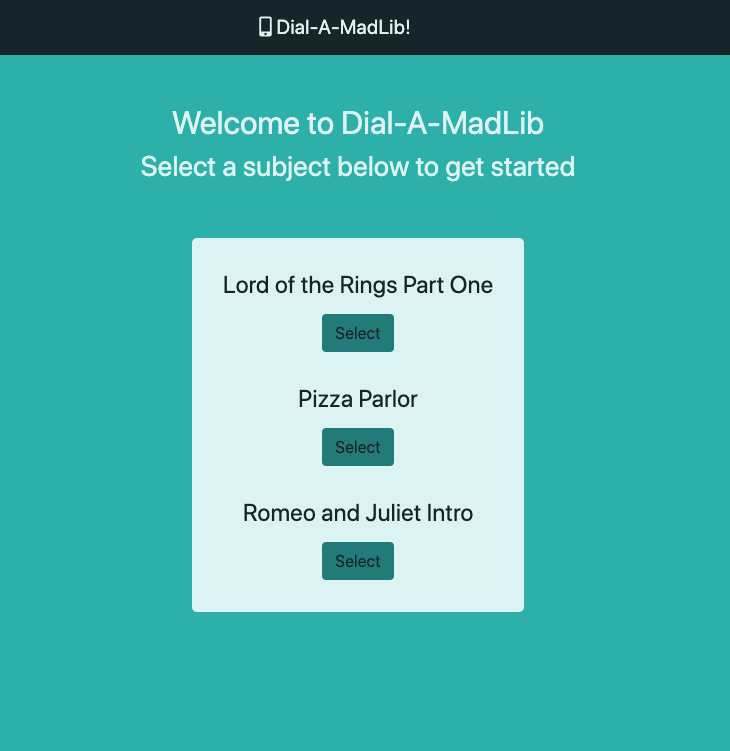 Dial-A-MadLib!
Welcome to Dial-A-MadLib
Select a subject below to get started
Lord of the Rings Part One
Select
Pizza Parlor
Select
Romeo and Juliet Intro
Select